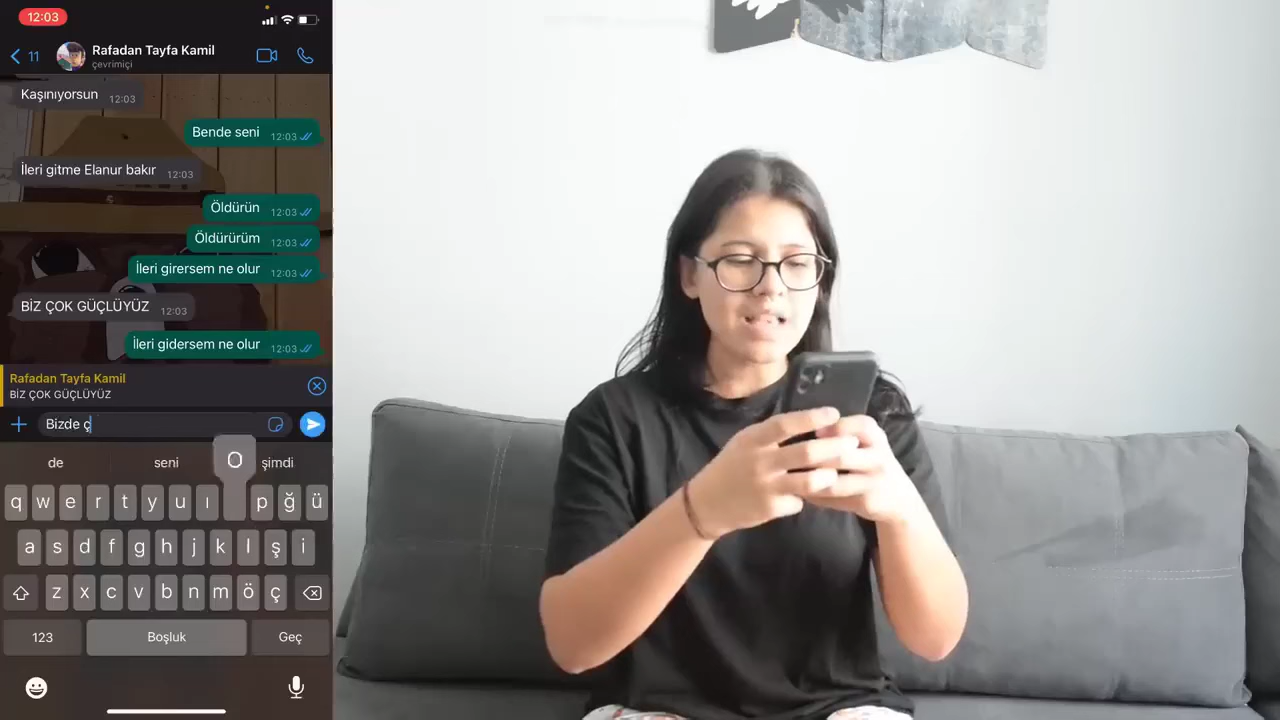 12:03
11
Rafadan Tayfa Kamil
çevrimiçi
Kaşınıyorsun 12:03
Bende seni 12:03
İleri gitme Elanur bakır 12:03
Öldürün 12:03
Öldürürüm 12:03
İleri girersem ne olur 12:03
BİZ ÇOK GÜÇLÜYÜZ 12:03
İleri gidersem ne olur 12:03
Rafadan Tayfa Kamil
BİZ ÇOK GÜÇLÜYÜZ
Bizde ç
de seni şimdi
O
q w e r t y u ı p ğ ü
a s d f g h j k l ş i
z x c v b n m ö ç
123 Boşluk Geç